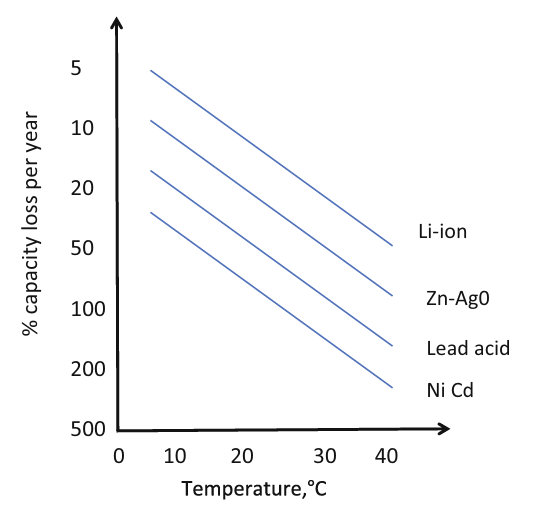 % capacity loss per year
5
10
20
50
100
200
500
0 10 20 30 40
Temperature,°C
Li-ion
Zn-Ag0
Lead acid
Ni Cd